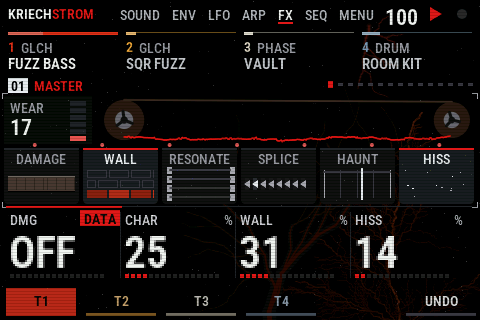 KRIECHSTROM SOUND ENV LFO ARP FX SEQ MENU 100
1 GLCH 2 GLCH 3 PHASE 4 DRUM
FUZZ BASS SQR FUZZ VAULT ROOM KIT
01 MASTER
WEAR
17
DAMAGE WALL RESONATE SPLICE HAUNT HISS
DMG DATA CHAR % WALL % HISS %
OFF 25 31 14
T1 T2 T3 T4 UNDO